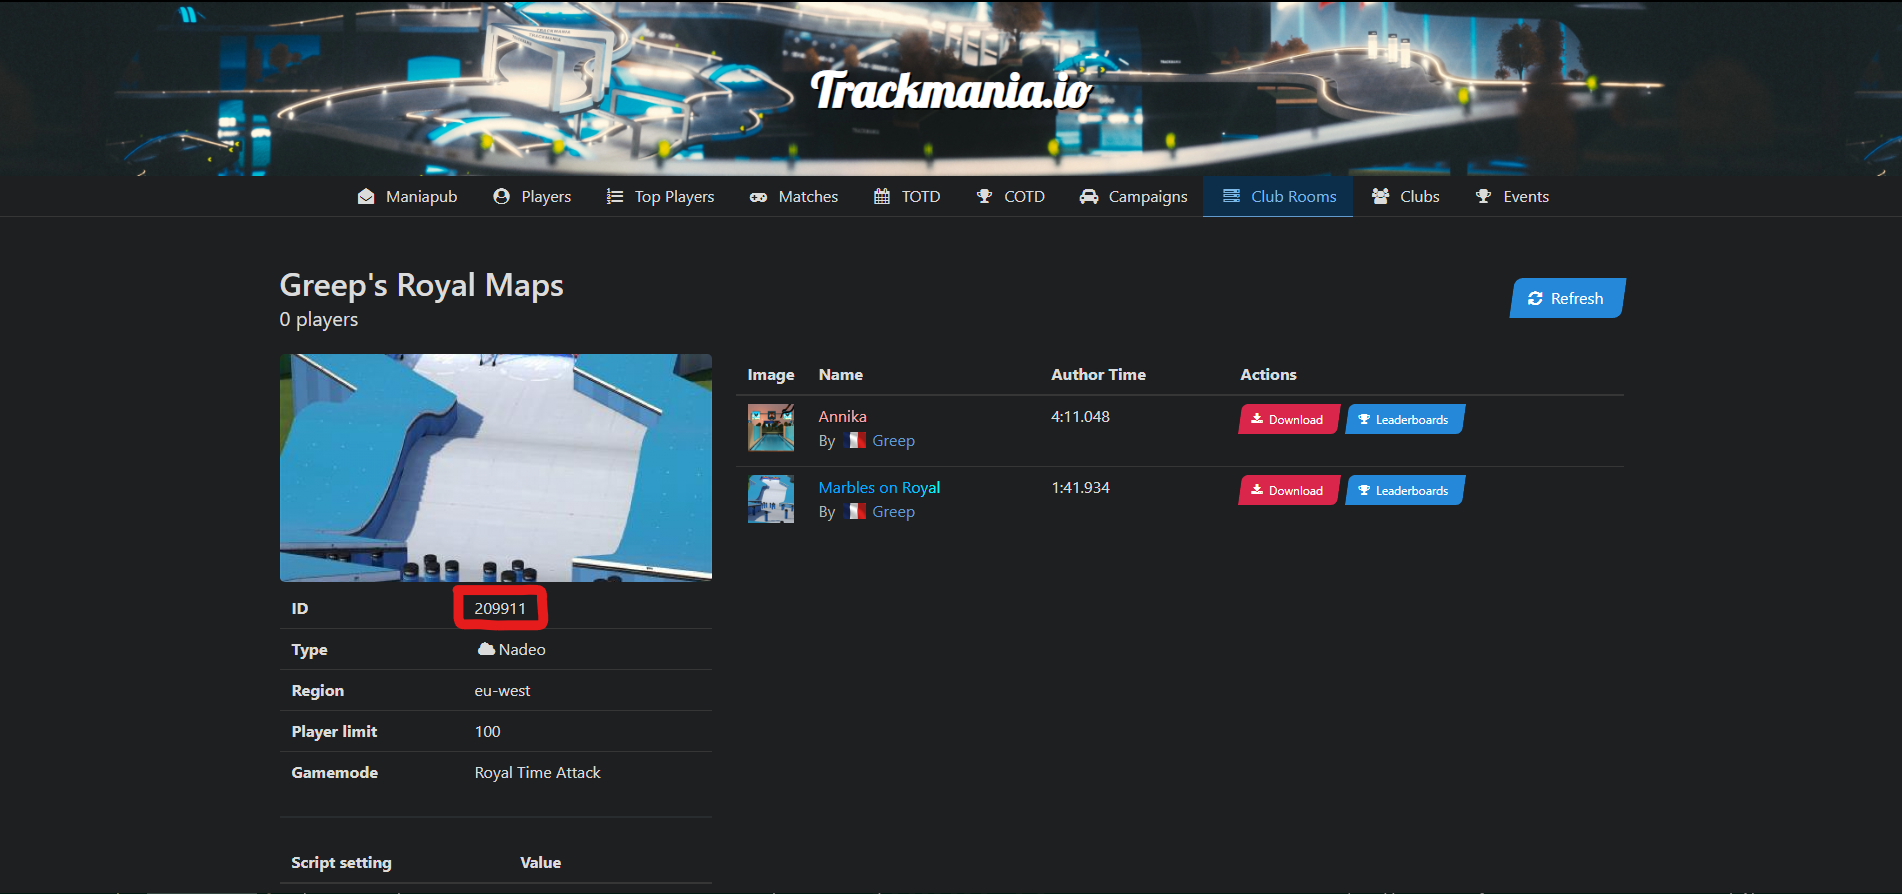 Trackmania.io
Maniapub Players Top Players Matches TOTD COTD Campaigns Club Rooms Clubs Events
Greep's Royal Maps
0 players
Refresh
Image Name Author Time Actions
Annika 4:11.048 Download Leaderboards
By Greep
Marbles on Royal 1:41.934 Download Leaderboards
By Greep
ID 209911
Type Nadeo
Region eu-west
Player limit 100
Gamemode Royal Time Attack
Script setting Value